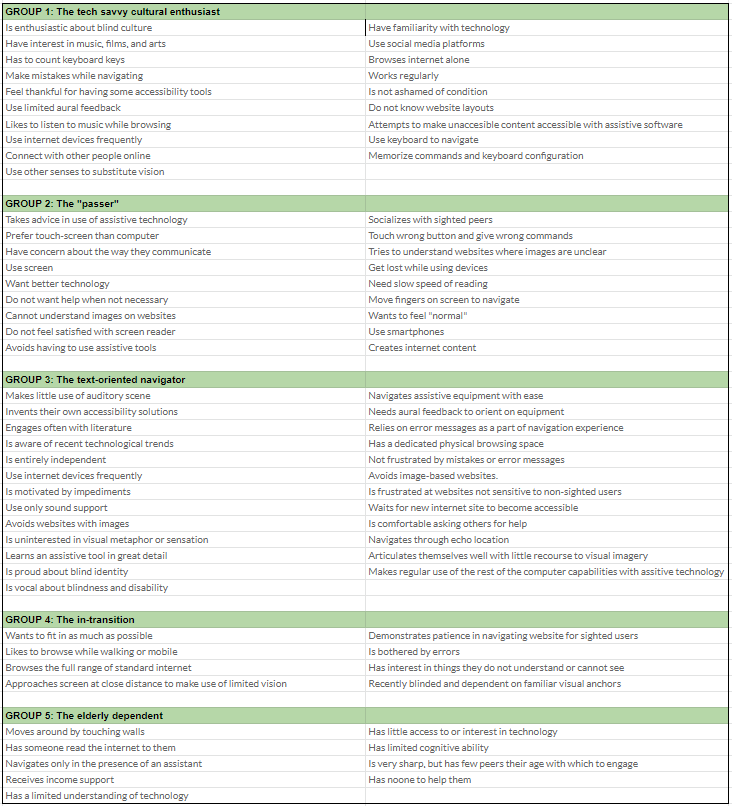 GROUP 1: The tech savvy cultural enthusiast
Is enthusiastic about blind culture Have familiarity with technology
Have interest in music, films, and arts Use social media platforms
Has to count keyboard keys Browses internet alone
Make mistakes while navigating Works regularly
Feel thankful for having some accessibility tools Is not ashamed of condition
Use limited aural feedback Do not know website layouts
Likes to listen to music while browsing Attempts to make unaccesible content accessible with assistive software
Use internet devices frequently Use keyboard to navigate
Connect with other people online Memorize commands and keyboard configuration
Use other senses to substitute vision
GROUP 2: The "passer"
Takes advice in use of assistive technology Socializes with sighted peers
Prefer touch-screen than computer Touch wrong button and give wrong commands
Have concern about the way they communicate Tries to understand websites where images are unclear
Use screen Get lost while using devices
Want better technology Need slow speed of reading
Do not want help when not necessary Move fingers on screen to navigate
Cannot understand images on websites Wants to feel "normal"
Do not feel satisfied with screen reader Use smartphones
Avoids having to use assistive tools Creates internet content
GROUP 3: The text-oriented navigator
Makes little use of auditory scene Navigates assistive equipment with ease
Invents their own accessibility solutions Needs aural feedback to orient on equipment
Engages often with literature Relies on error messages as a part of navigation experience
Is aware of recent technological trends Has a dedicated physical browsing space
Is entirely independent Not frustrated by mistakes or error messages
Use internet devices frequently Avoids image-based websites.
Is motivated by impediments Is frustrated at websites not sensitive to non-sighted users
Use only sound support Waits for new internet site to become accessible
Avoids websites with images Is comfortable asking others for help
Is uninterested in visual metaphor or sensation Navigates through echo location
Learns an assistive tool in great detail Articulates themselves well with little recourse to visual imagery
Is proud about blind identity Makes regular use of the rest of the computer capabilities with assitive technology
Is vocal about blindness and disability
GROUP 4: The in-transition
Wants to fit in as much as possible Demonstrates patience in navigating website for sighted users
Likes to browse while walking or mobile Is bothered by errors
Browses the full range of standard internet Has interest in things they do not understand or cannot see
Approaches screen at close distance to make use of limited vision Recently blinded and dependent on familiar visual anchors
GROUP 5: The elderly dependent
Moves around by touching walls Has little access to or interest in technology
Has someone read the internet to them Has limited cognitive ability
Navigates only in the presence of an assistant Is very sharp, but has few peers their age with which to engage
Receives income support Has noone to help them
Has a limited understanding of technology